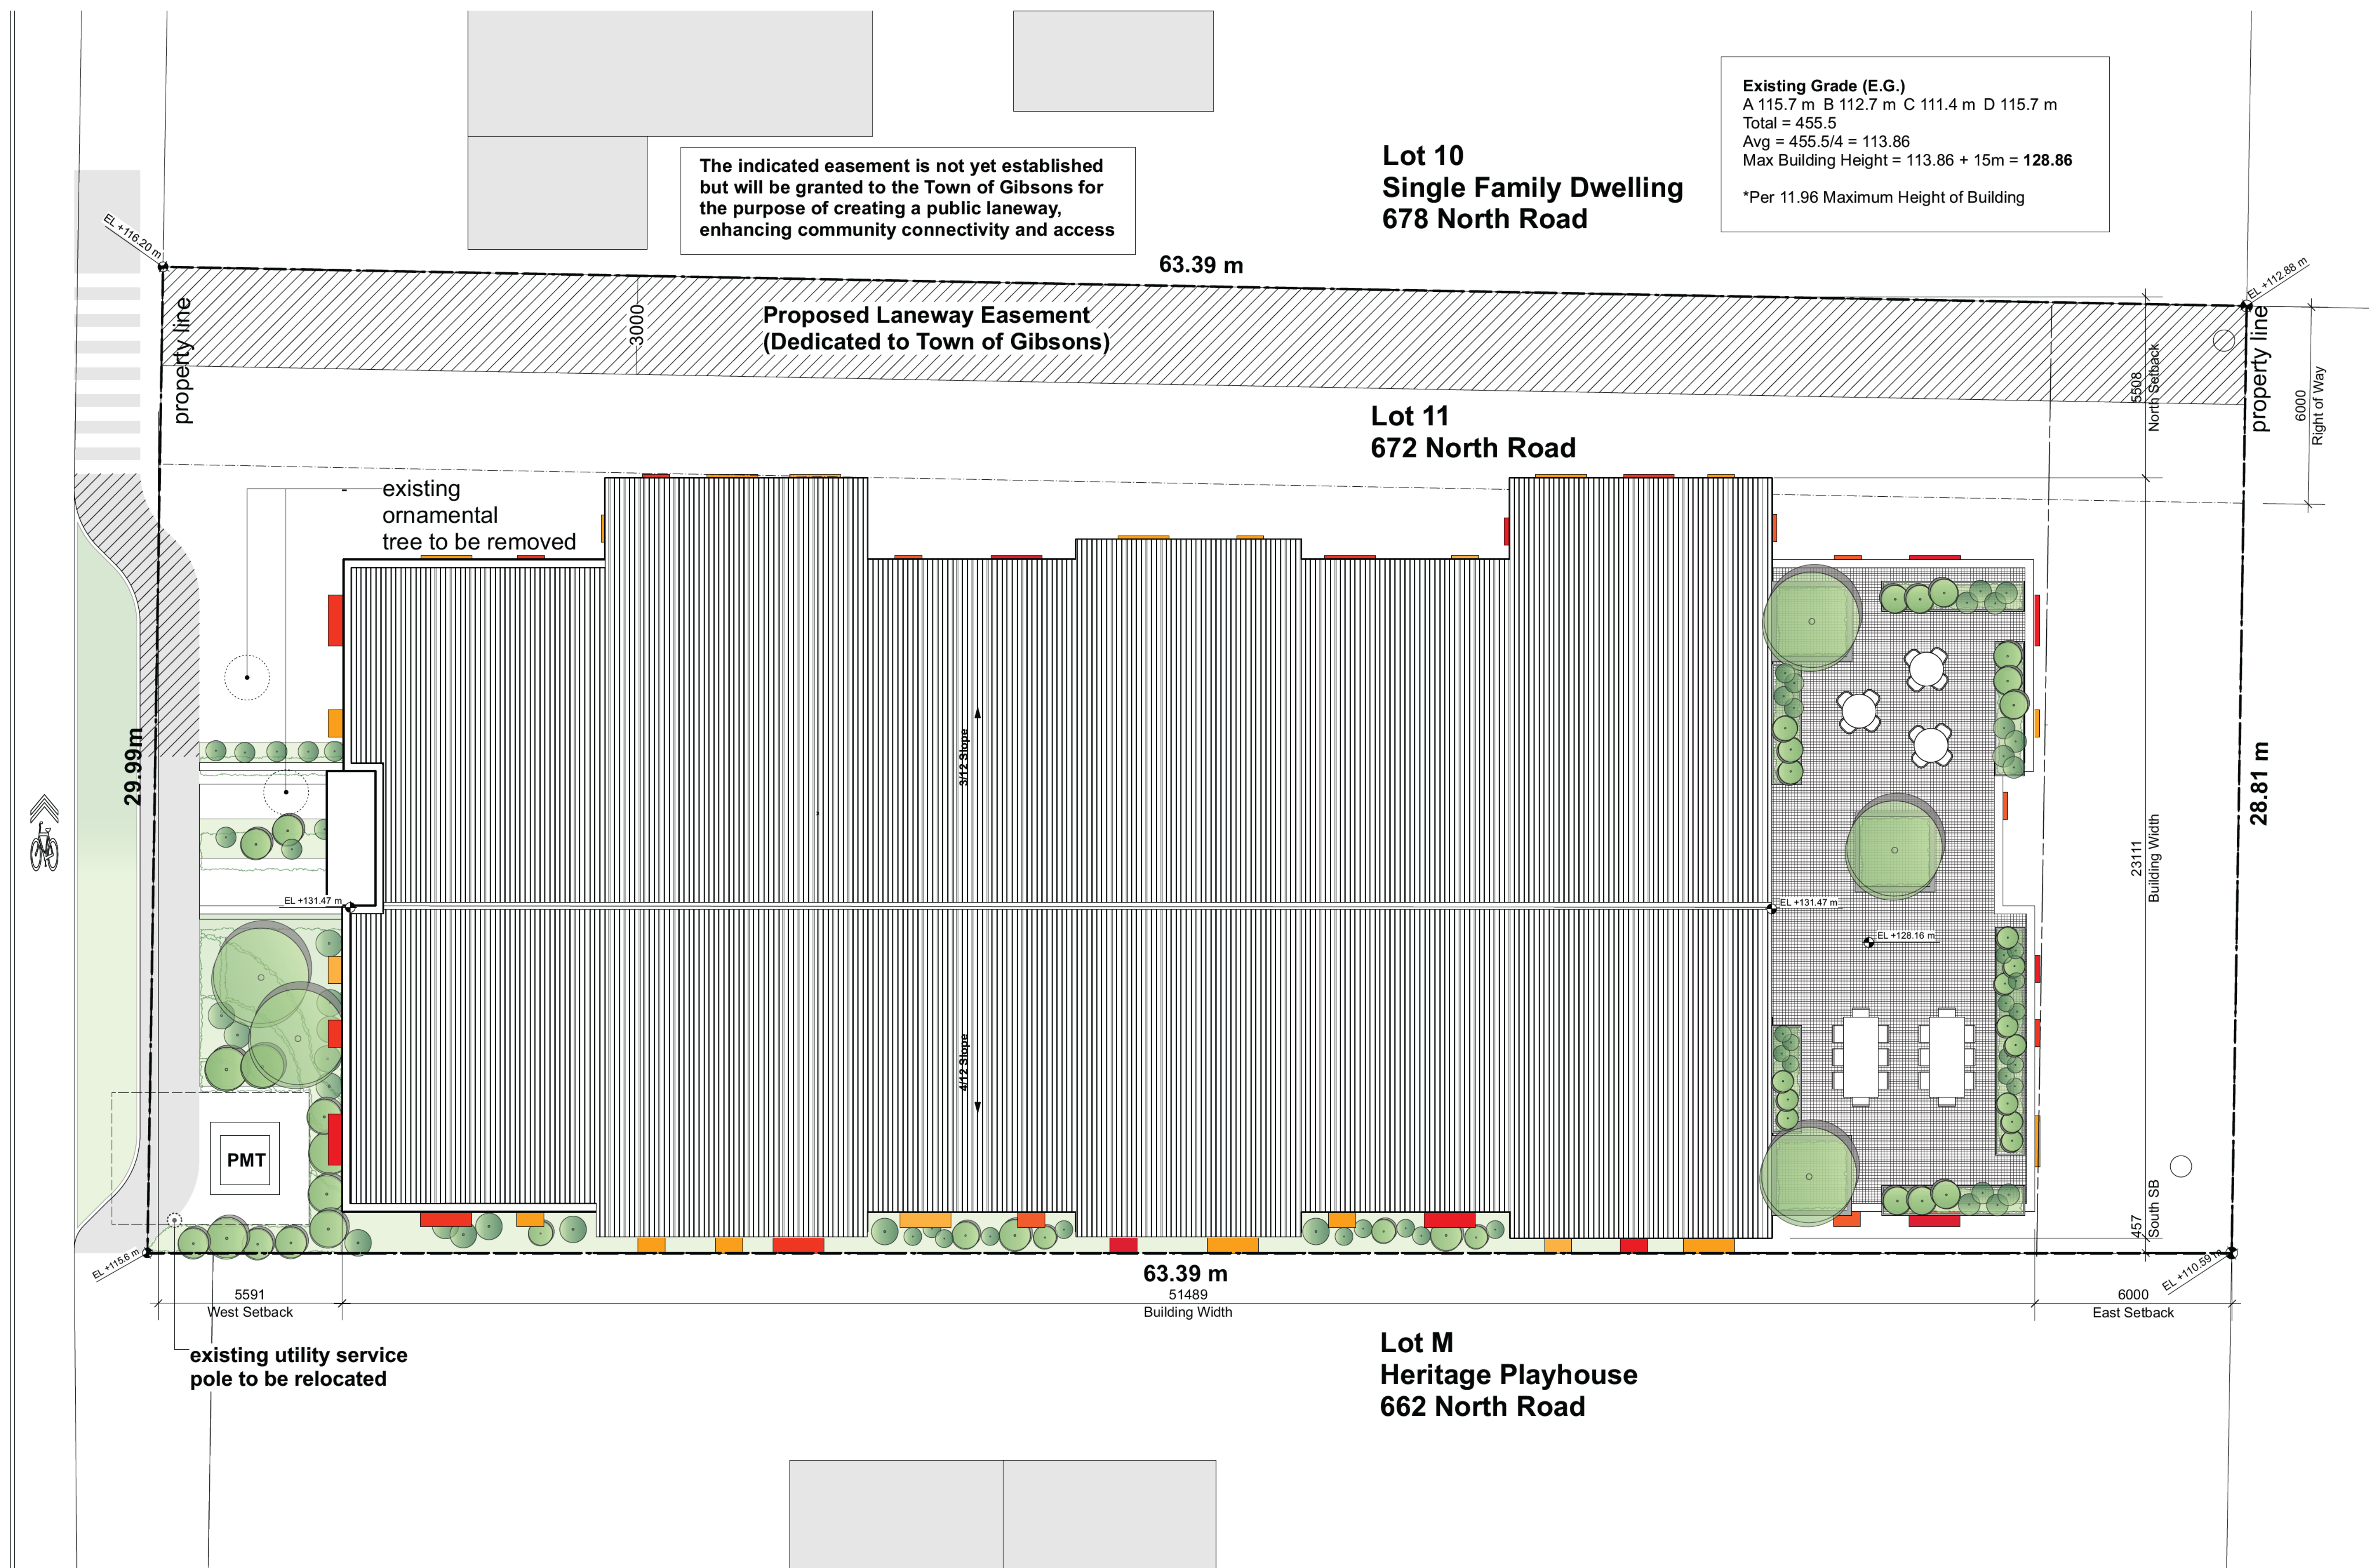 Existing Grade (E.G.)
A 115.7 m  B 112.7 m  C 111.4 m  D 115.7 m
Total = 455.5
Avg = 455.5/4 = 113.86
Max Building Height = 113.86 + 15m = 128.86
*Per 11.96 Maximum Height of Building
The indicated easement is not yet established
but will be granted to the Town of Gibsons for
the purpose of creating a public laneway,
enhancing community connectivity and access
Lot 10
Single Family Dwelling
678 North Road
EL +116.20 m
63.39 m
EL +112.88 m
property line
3000
Proposed Laneway Easement
(Dedicated to Town of Gibsons)
5508
North Setback
property line
6000
Right of Way
Lot 11
672 North Road
existing
ornamental
tree to be removed
29.99m
3/12 Slope
28.81 m
23111
Building Width
EL +131.47 m
EL +131.47 m
EL +128.16 m
4/12 Slope
PMT
457
South SB
EL +115.6 m
EL +110.59 m
63.39 m
5591
West Setback
51489
Building Width
6000
East Setback
existing utility service
pole to be relocated
Lot M
Heritage Playhouse
662 North Road